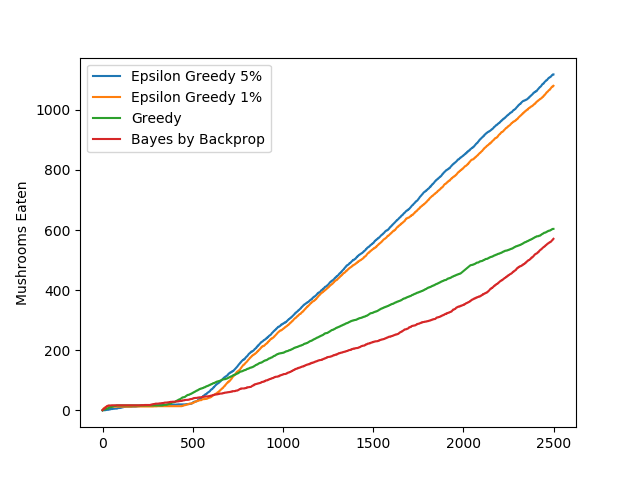 Epsilon Greedy 5%
Epsilon Greedy 1%
Greedy
Bayes by Backprop
Mushrooms Eaten
1000
800
600
400
200
0
0 500 1000 1500 2000 2500